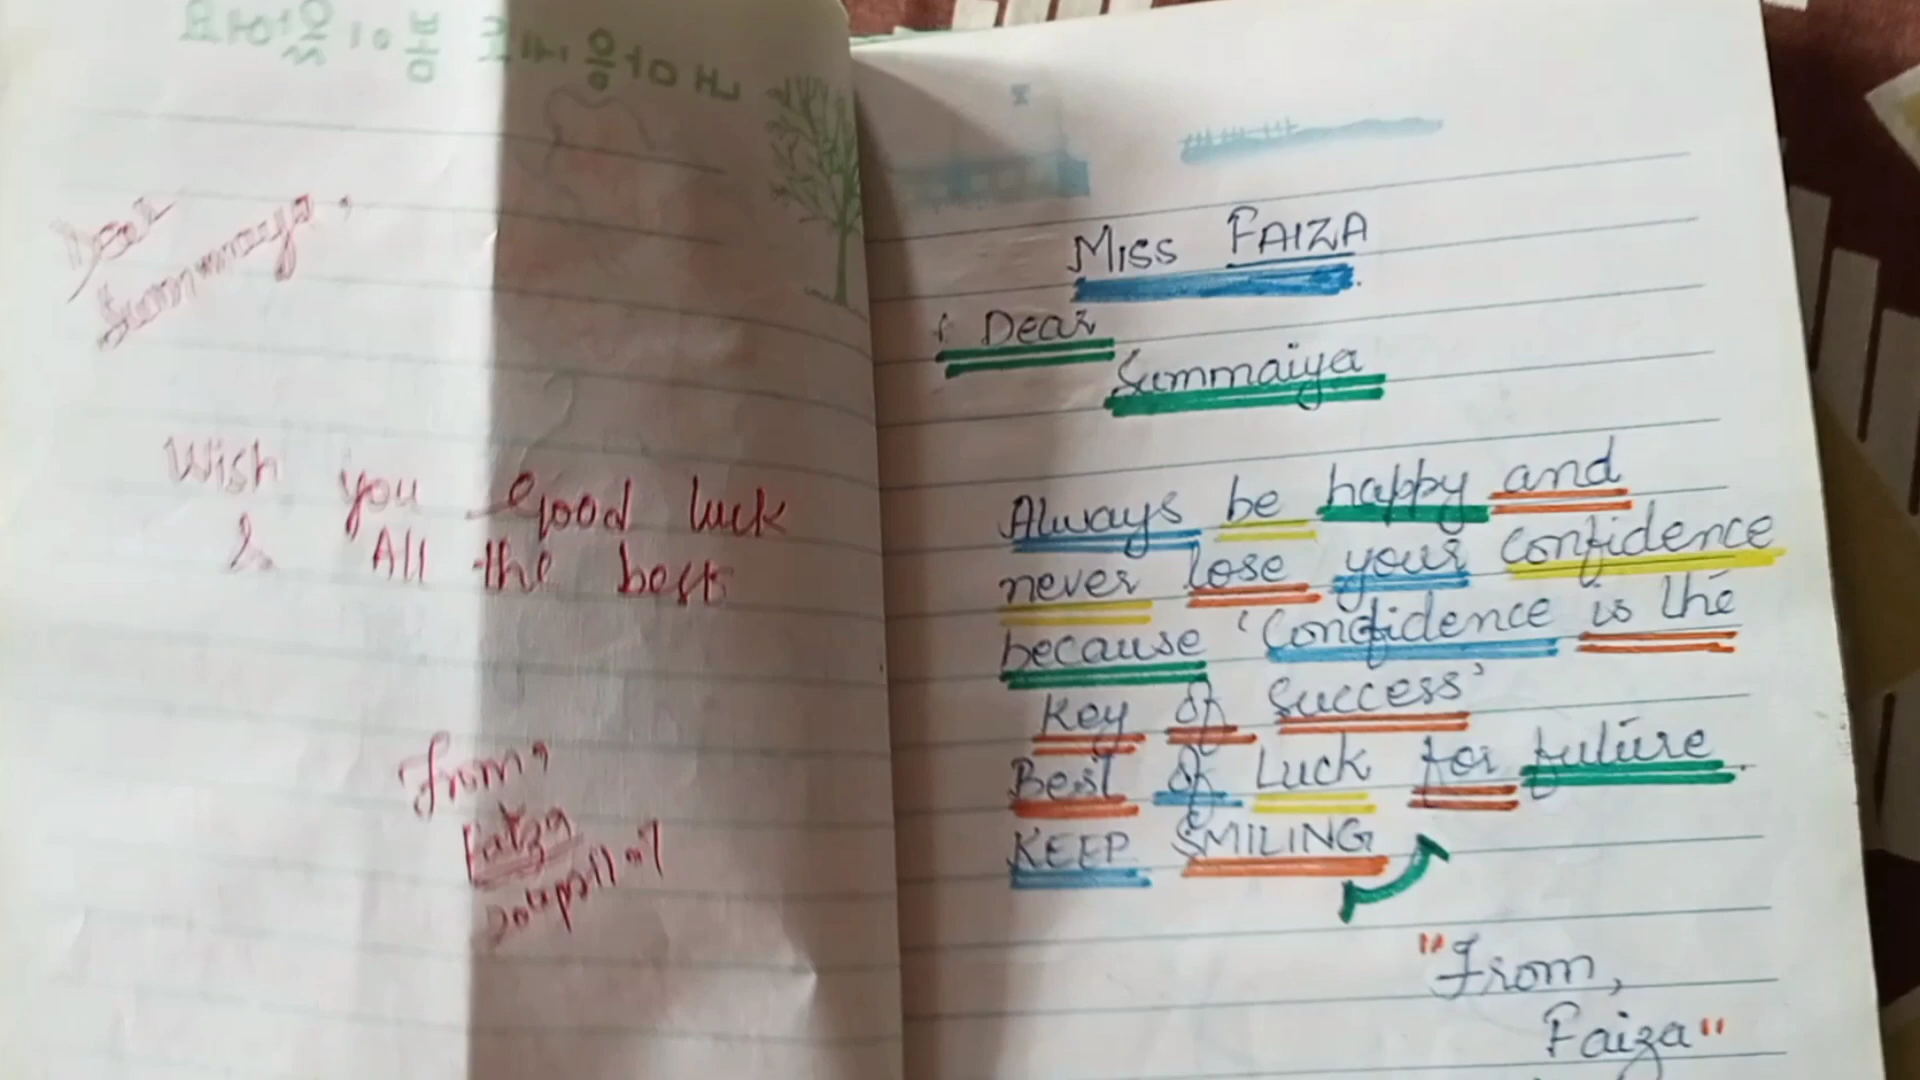 Dear
Summaiya,
Wish you good luck
& All the best
From,
Faiza
Miss FAIZA
Dear
Summaiya
Always be happy and
never lose your confidence
because 'Confidence is the
Key of Success'
Best of Luck for future.
KEEP SMILING
"From,
Faiza"